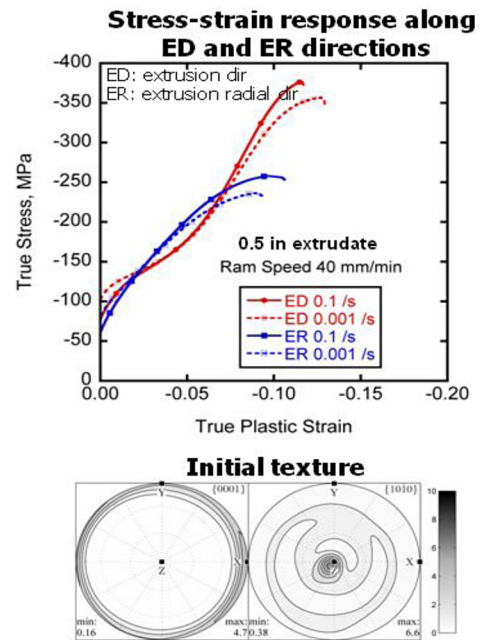 Stress-strain response along
ED and ER directions
-400
ED: extrusion dir
ER: extrusion radial dir
-350
-300
-250
-200
-150
-100
-50
0
True Stress, MPa
0.5 in extrudate
Ram Speed 40 mm/min
ED 0.1 /s
ED 0.001 /s
ER 0.1 /s
ER 0.001 /s
0.00 -0.05 -0.10 -0.15 -0.20
True Plastic Strain
Initial texture
Y {0001}
Z X
min: max:
0.16 4.7
Y {1010}
X
min: max:
0.38 6.6
10
8
6
4
2
0